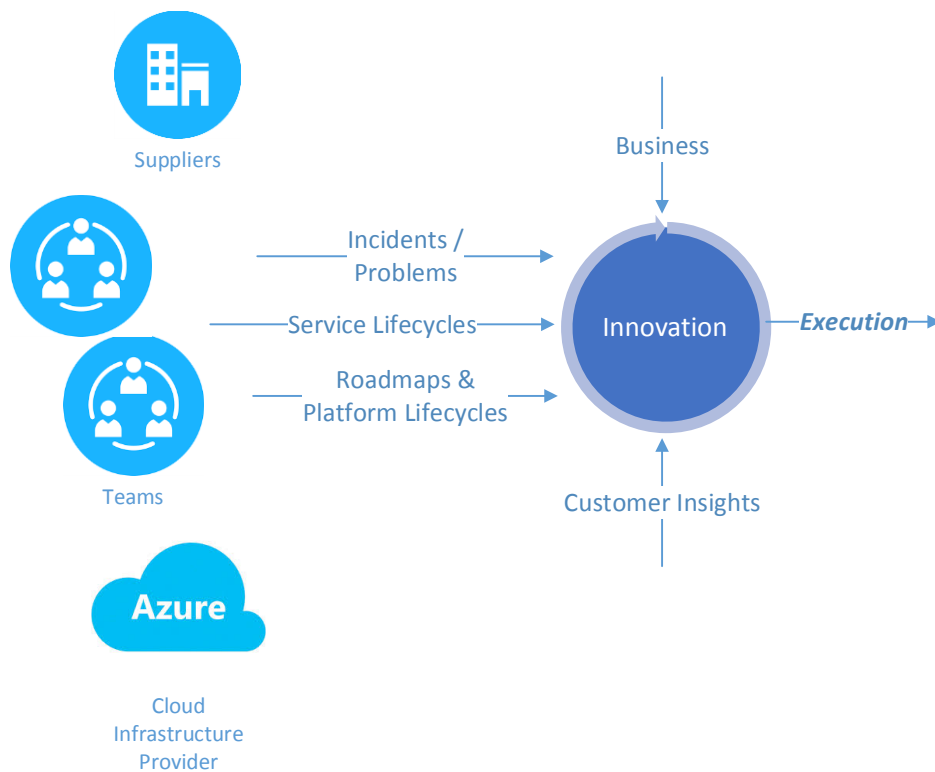 Suppliers
Business
Incidents /
Problems
Service Lifecycles
Innovation
Execution
Roadmaps &
Platform Lifecycles
Teams
Customer Insights
Azure
Cloud
Infrastructure
Provider